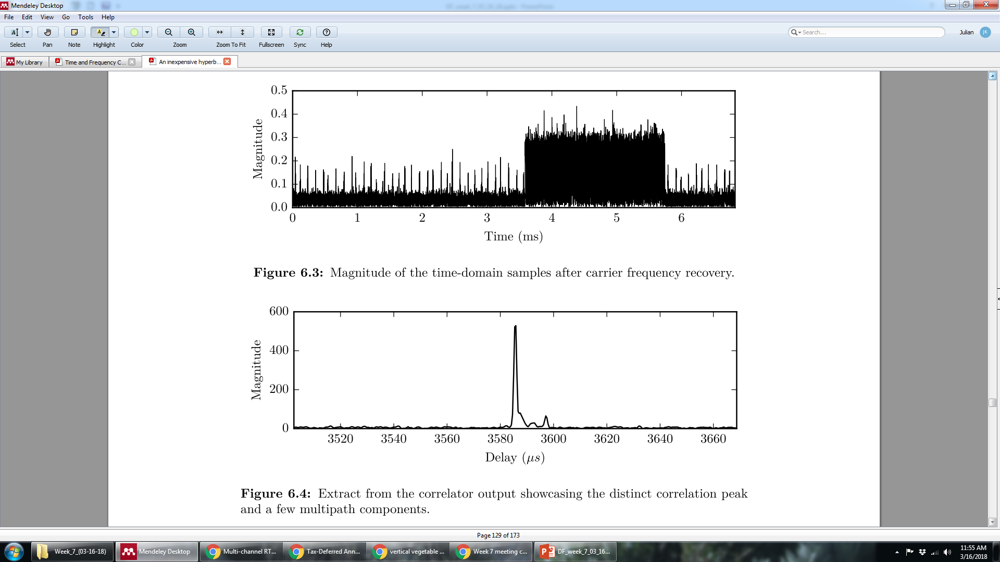 Mendeley Desktop
File Edit View Go Tools Help
Search...
Julian JK
Select Pan Note Highlight Color Zoom Zoom To Fit Fullscreen Sync Help
My Library Time and Frequency C... An inexpensive hyperb...
0.5
0.4
0.3
0.2
0.1
0.0
Magnitude
0 1 2 3 4 5 6
Time (ms)
Figure 6.3: Magnitude of the time-domain samples after carrier frequency recovery.
600
400
200
0
Magnitude
3520 3540 3560 3580 3600 3620 3640 3660
Delay (μs)
Figure 6.4: Extract from the correlator output showcasing the distinct correlation peak
and a few multipath components.
Page 129 of 173
Week_7_(03-16-18) Mendeley Desktop Multi-channel RT... Tax-Deferred Ann... vertical vegetable ... Week 7 meeting c... DF_week_7_03_16...
11:55 AM
3/16/2018